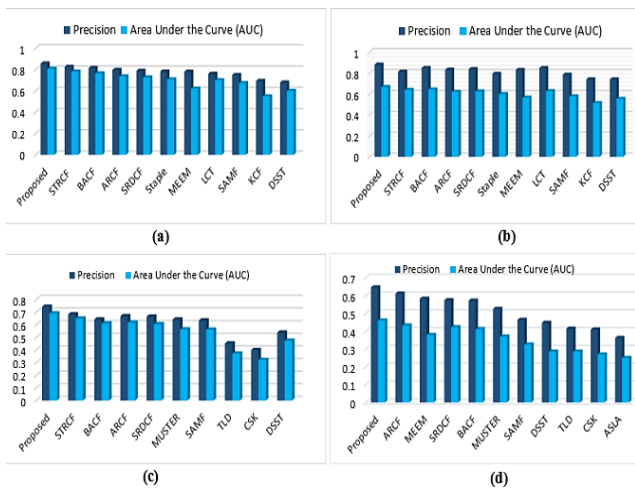 Precision Area Under the Curve (AUC)
1
0.8
0.6
0.4
0.2
0
Proposed STRCF BACF ARCF SRDCF Staple MEEM LCT SAMF KCF DSST
(a)
Precision Area Under the Curve (AUC)
1
0.8
0.6
0.4
0.2
0
Proposed STRCF BACF ARCF SRDCF Staple MEEM LCT SAMF KCF DSST
(b)
Precision Area Under the Curve (AUC)
0.8
0.7
0.6
0.5
0.4
0.3
0.2
0.1
0
Proposed STRCF BACF ARCF SRDCF MUSTER SAMF TLD CSK DSST
(c)
Precision Area Under the Curve (AUC)
0.7
0.6
0.5
0.4
0.3
0.2
0.1
0
Proposed ARCF MEEM SRDCF BACF MUSTER SAMF DSST TLD CSK ASLA
(d)